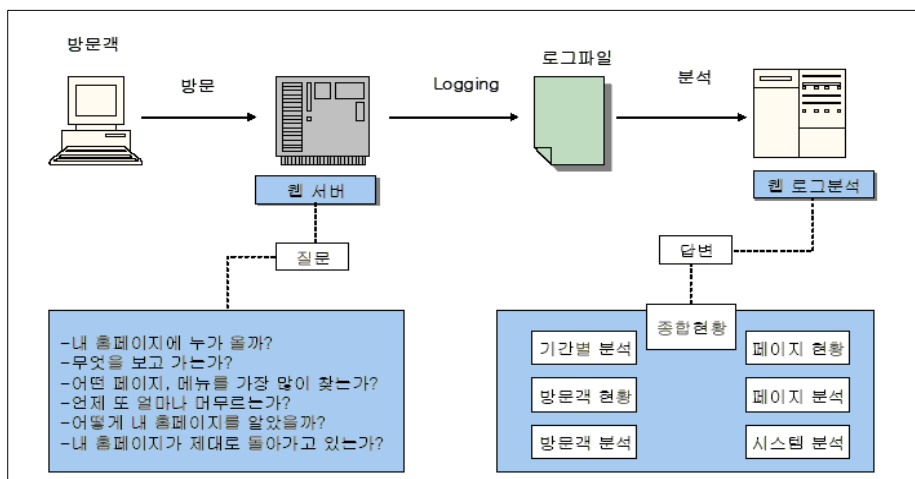 방문객
방문
Logging
로그파일
분석
웹 서버
웹 로그분석
질문
답변
-내 홈페이지에 누가 올까?
-무엇을 보고 가는가?
-어떤 페이지, 메뉴를 가장 많이 찾는가?
-언제 또 얼마나 머무르는가?
-어떻게 내 홈페이지를 알았을까?
-내 홈페이지가 제대로 돌아가고 있는가?
종합현황
기간별 분석
페이지 현황
방문객 현황
페이지 분석
방문객 분석
시스템 분석